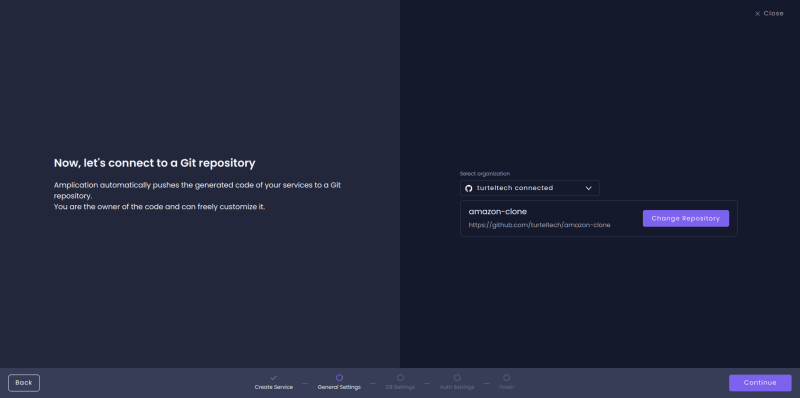 Close
Now, let's connect to a Git repository
Amplication automatically pushes the generated code of your services to a Git
repository.
You are the owner of the code and can freely customize it.
Select organization
turteltech connected
amazon-clone
https://github.com/turteltech/amazon-clone
Change Repository
Back
Create Service
General Settings
DB Settings
Auth Settings
Finish
Continue